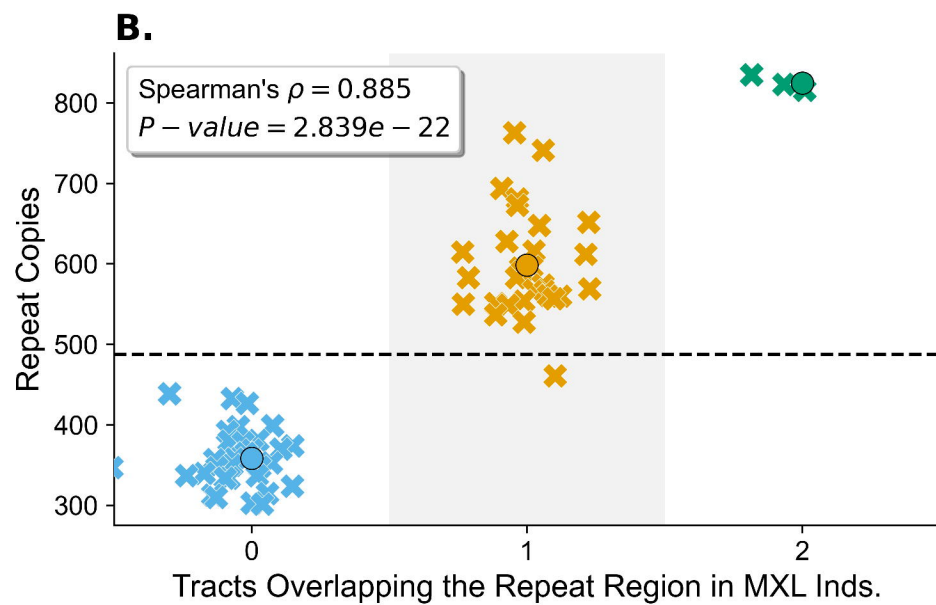 B.
Spearman's ρ = 0.885
P − value = 2.839e − 22
Repeat Copies
800
700
600
500
400
300
0 1 2
Tracts Overlapping the Repeat Region in MXL Inds.